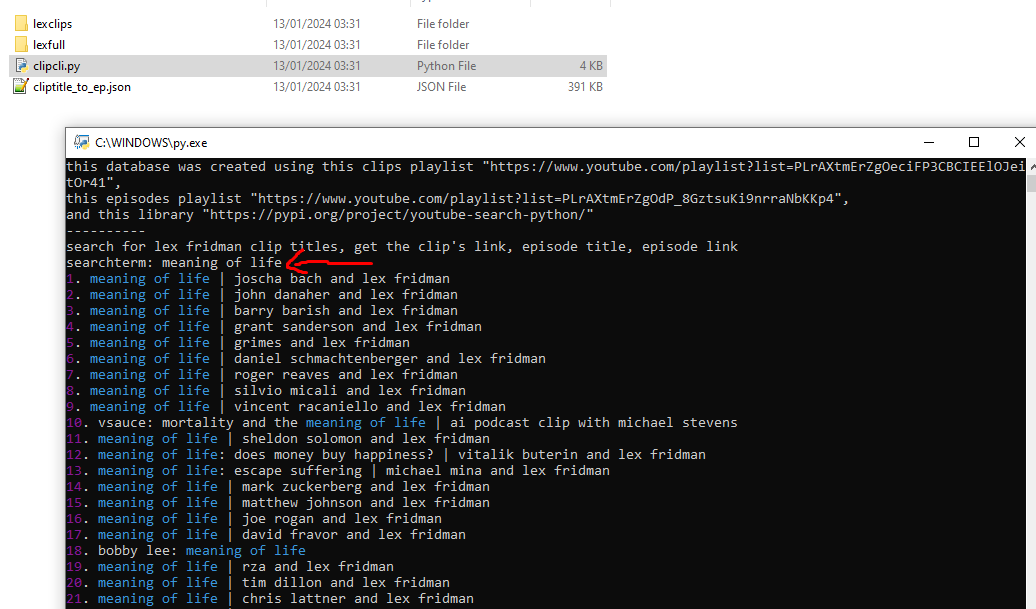 lexclips 13/01/2024 03:31 File folder
lexfull 13/01/2024 03:31 File folder
clipcli.py 13/01/2024 03:31 Python File 4 KB
cliptitle_to_ep.json 13/01/2024 03:31 JSON File 391 KB
C:\WINDOWS\py.exe
this database was created using this clips playlist "https://www.youtube.com/playlist?list=PLrAXtmErZgOeciFP3CBCIEElOJei
tOr41",
this episodes playlist "https://www.youtube.com/playlist?list=PLrAXtmErZgOdP_8GztsuKi9nrraNbKKp4",
and this library "https://pypi.org/project/youtube-search-python/"
----------
search for lex fridman clip titles, get the clip's link, episode title, episode link
searchterm: meaning of life
1. meaning of life | joscha bach and lex fridman
2. meaning of life | john danaher and lex fridman
3. meaning of life | barry barish and lex fridman
4. meaning of life | grant sanderson and lex fridman
5. meaning of life | grimes and lex fridman
6. meaning of life | daniel schmachtenberger and lex fridman
7. meaning of life | roger reaves and lex fridman
8. meaning of life | silvio micali and lex fridman
9. meaning of life | vincent racaniello and lex fridman
10. vsauce: mortality and the meaning of life | ai podcast clip with michael stevens
11. meaning of life | sheldon solomon and lex fridman
12. meaning of life: does money buy happiness? | vitalik buterin and lex fridman
13. meaning of life: escape suffering | michael mina and lex fridman
14. meaning of life | mark zuckerberg and lex fridman
15. meaning of life | matthew johnson and lex fridman
16. meaning of life | joe rogan and lex fridman
17. meaning of life | david fravor and lex fridman
18. bobby lee: meaning of life
19. meaning of life | rza and lex fridman
20. meaning of life | tim dillon and lex fridman
21. meaning of life | chris lattner and lex fridman